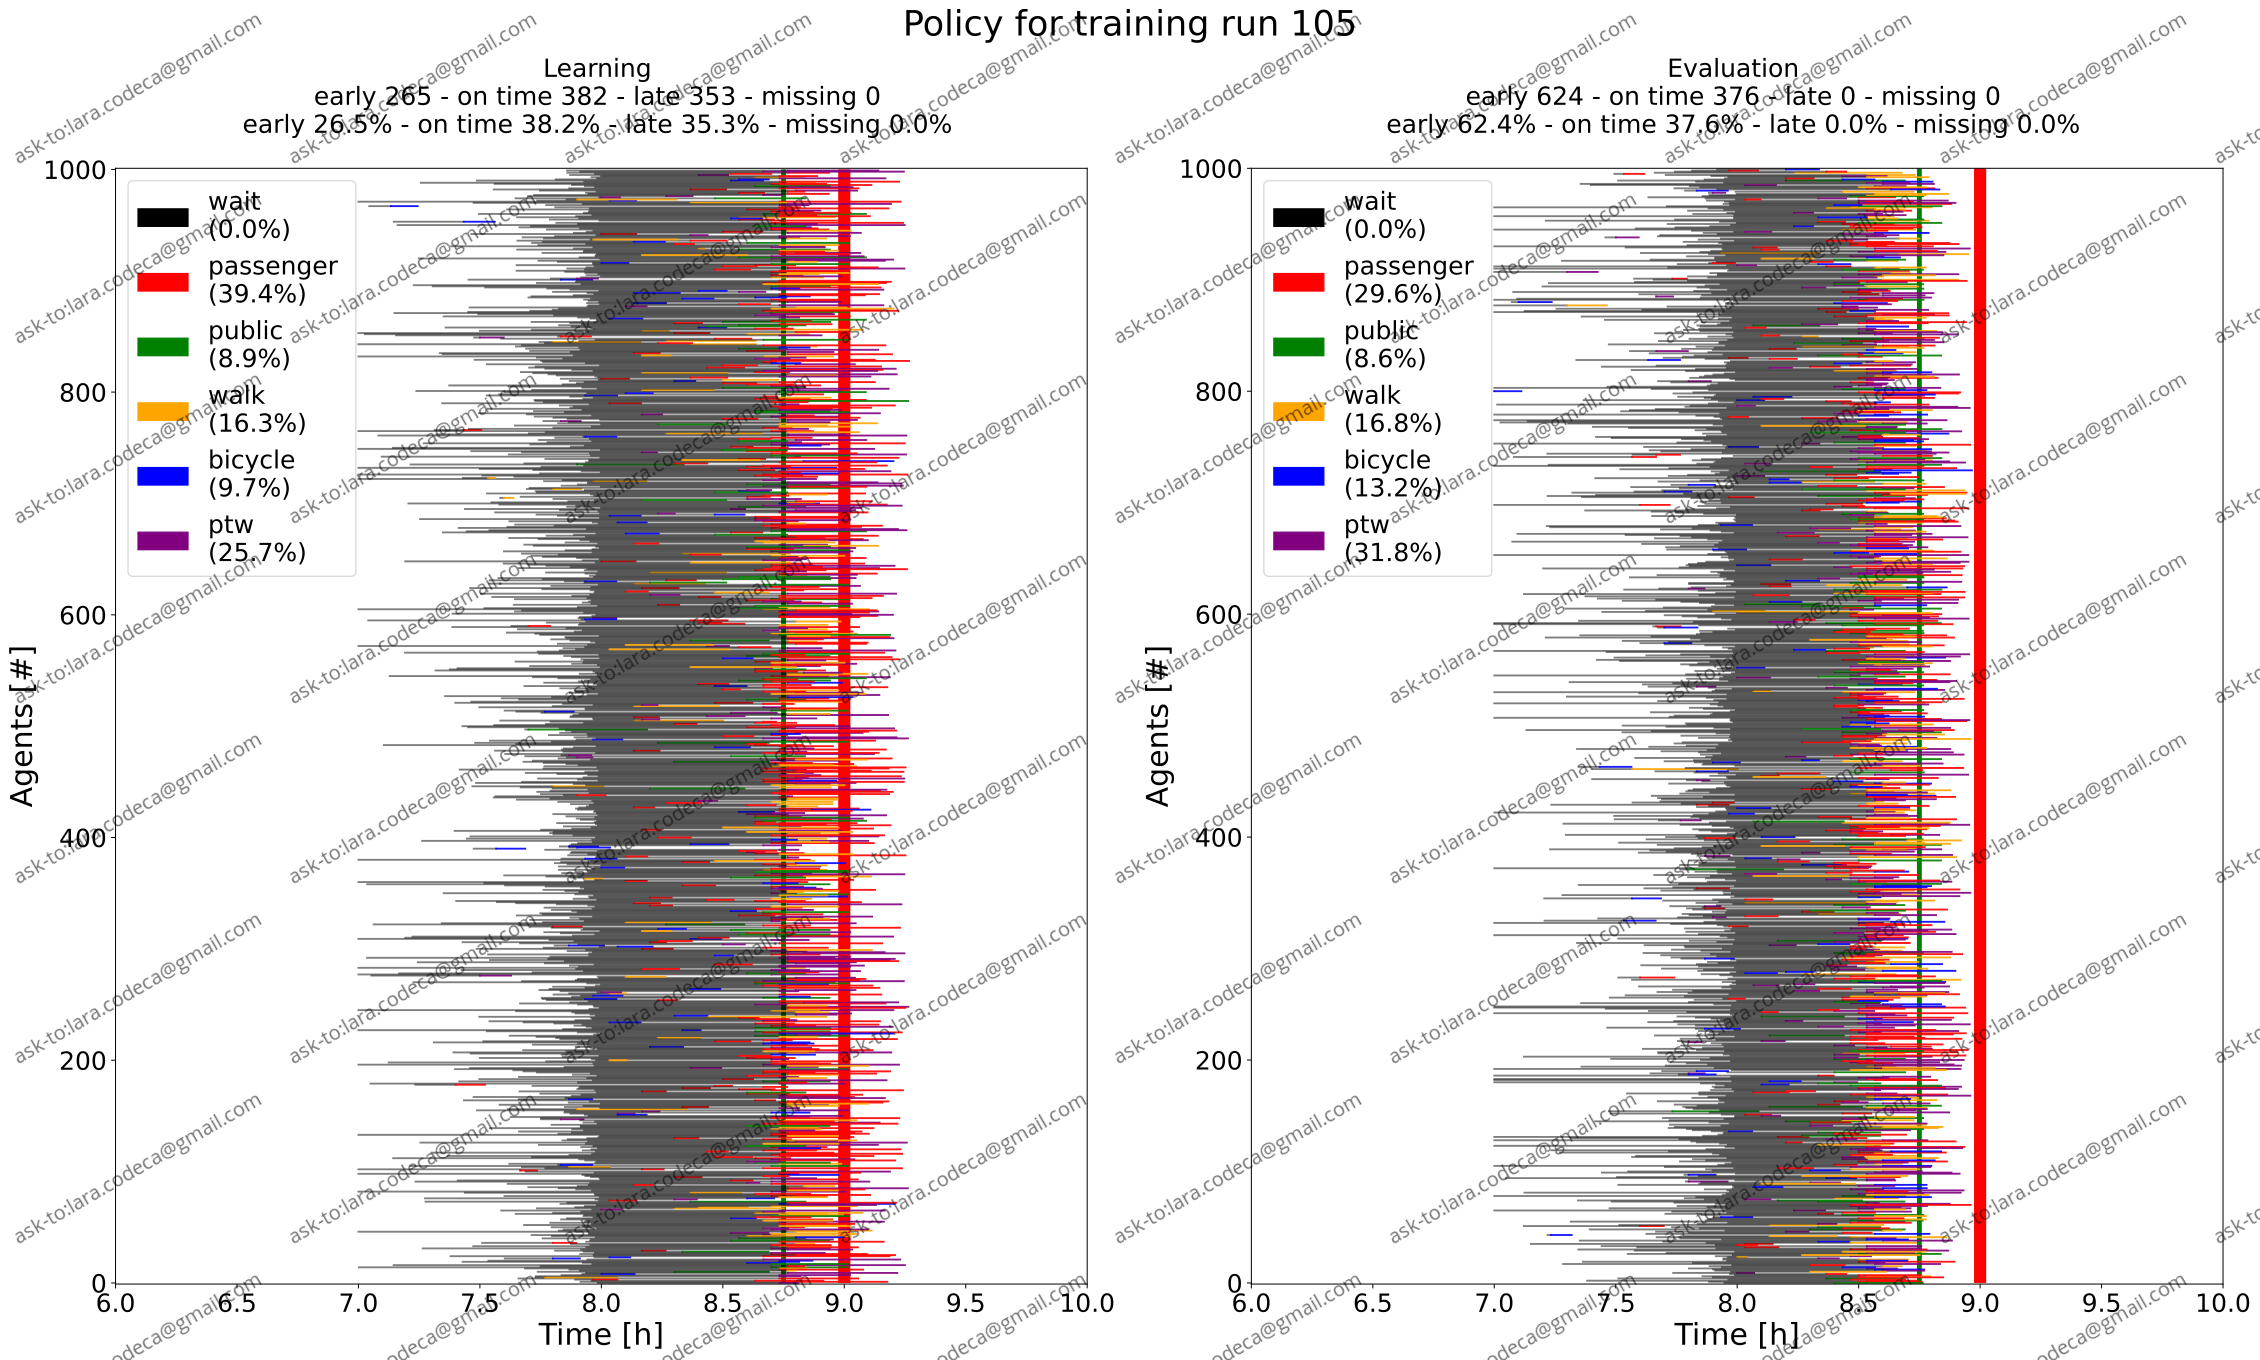 Policy for training run 105
Learning
early 265 - on time 382 - late 353 - missing 0
early 26.5% - on time 38.2% - late 35.3% - missing 0.0%
1000
800
600
400
200
0
Agents [#]
wait
(0.0%)
passenger
(39.4%)
public
(8.9%)
walk
(16.3%)
bicycle
(9.7%)
ptw
(25.7%)
6.0 6.5 7.0 7.5 8.0 8.5 9.0 9.5 10.0
Time [h]
Evaluation
early 624 - on time 376 - late 0 - missing 0
early 62.4% - on time 37.6% - late 0.0% - missing 0.0%
1000
800
600
400
200
0
Agents [#]
wait
(0.0%)
passenger
(29.6%)
public
(8.6%)
walk
(16.8%)
bicycle
(13.2%)
ptw
(31.8%)
6.0 6.5 7.0 7.5 8.0 8.5 9.0 9.5 10.0
Time [h]
ask-to:lara.codeca@gmail.com